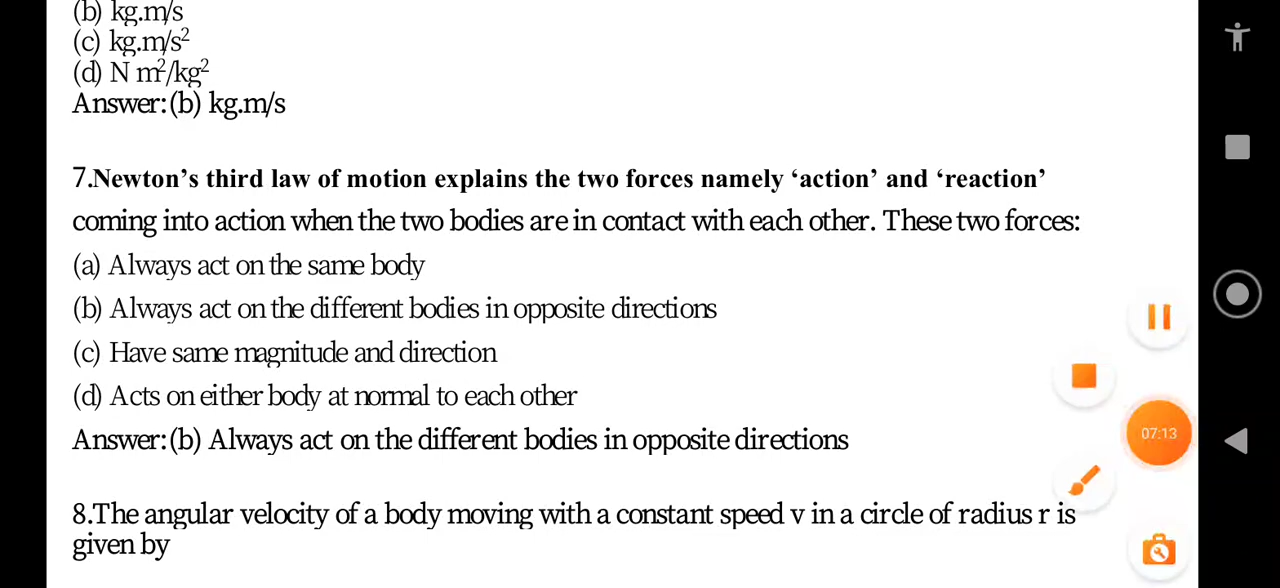 (b) kg.m/s
(c) kg.m/s²
(d) N m²/kg²
Answer:(b) kg.m/s
7.Newton’s third law of motion explains the two forces namely ‘action’ and ‘reaction’
coming into action when the two bodies are in contact with each other. These two forces:
(a) Always act on the same body
(b) Always act on the different bodies in opposite directions
(c) Have same magnitude and direction
(d) Acts on either body at normal to each other
Answer:(b) Always act on the different bodies in opposite directions
07:13
8.The angular velocity of a body moving with a constant speed v in a circle of radius r is
given by